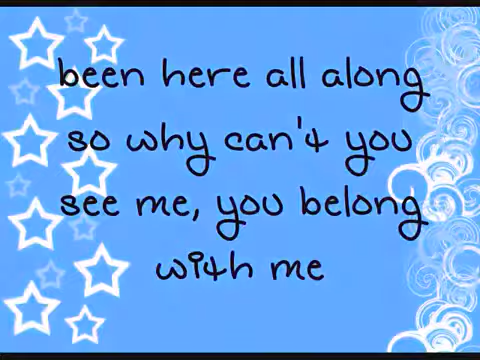 been here all along
so why can't you
see me, you belong
with me